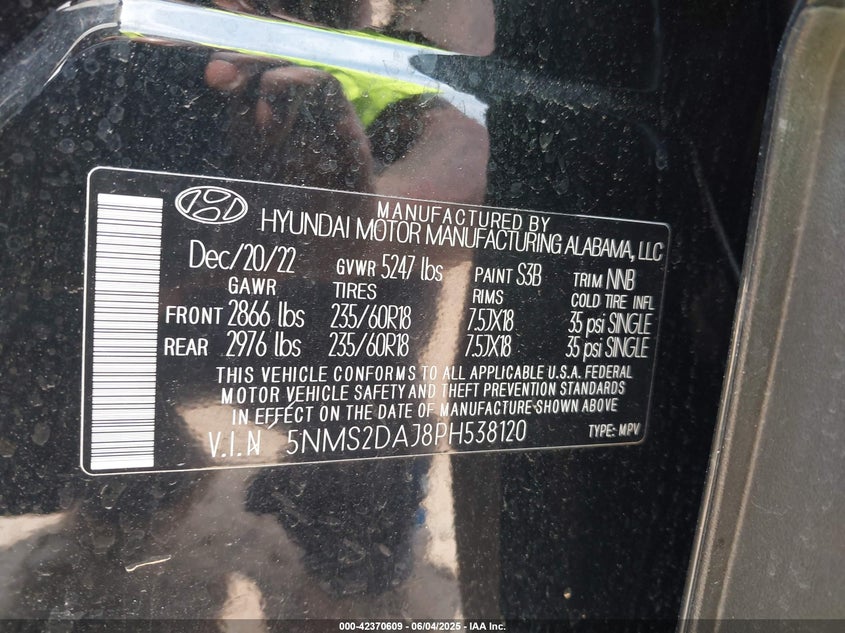 MANUFACTURED BY
HYUNDAI MOTOR MANUFACTURING ALABAMA, LLC
Dec/20/22 GVWR 5247 lbs PAINT S3B TRIM NNB
GAWR TIRES RIMS COLD TIRE INFL
FRONT 2866 lbs 235/60R18 7.5JX18 35 psi SINGLE
REAR 2976 lbs 235/60R18 7.5JX18 35 psi SINGLE
THIS VEHICLE CONFORMS TO ALL APPLICABLE U.S.A. FEDERAL
MOTOR VEHICLE SAFETY AND THEFT PREVENTION STANDARDS
IN EFFECT ON THE DATE OF MANUFACTURE SHOWN ABOVE
V.I.N 5NMS2DAJ8PH538120 TYPE: MPV
000-42370609 - 06/04/2025 - IAA Inc.